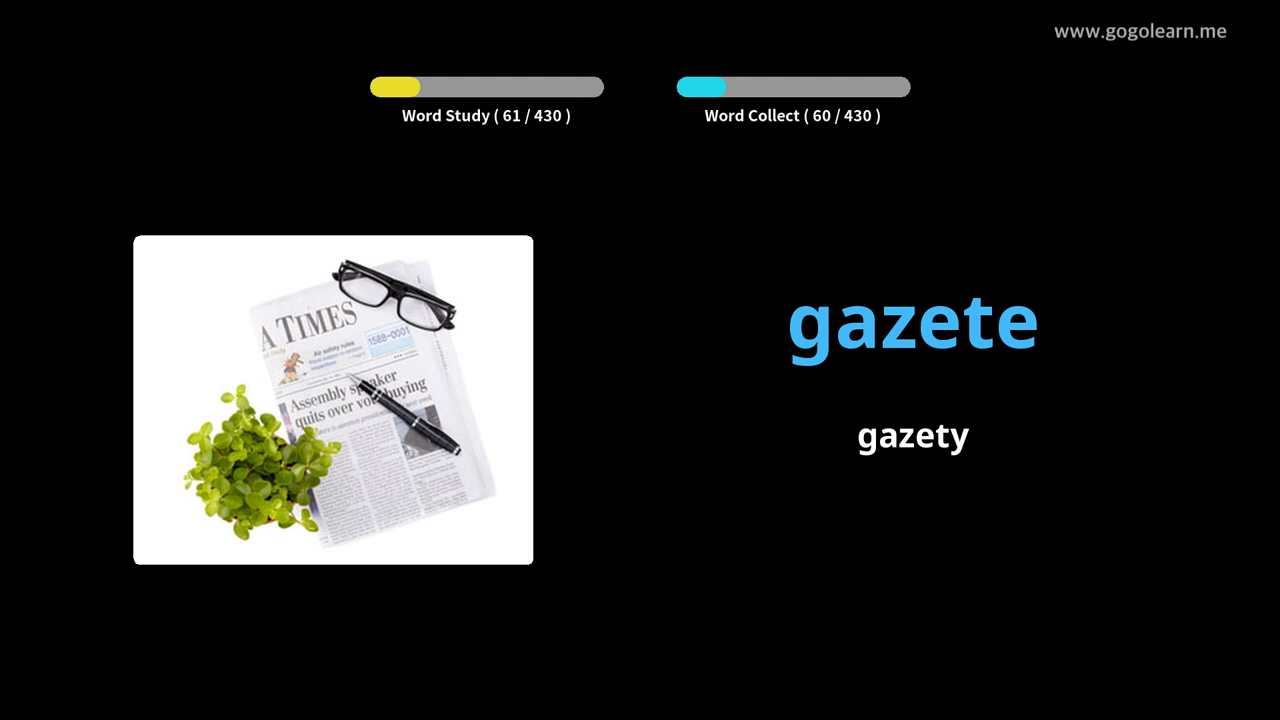 www.gogolearn.me
Word Study ( 61 / 430 )
Word Collect ( 60 / 430 )
A TIMES
Air safety rules
1588-0001
Assembly speaker
quits over vote-buying
gazete
gazety